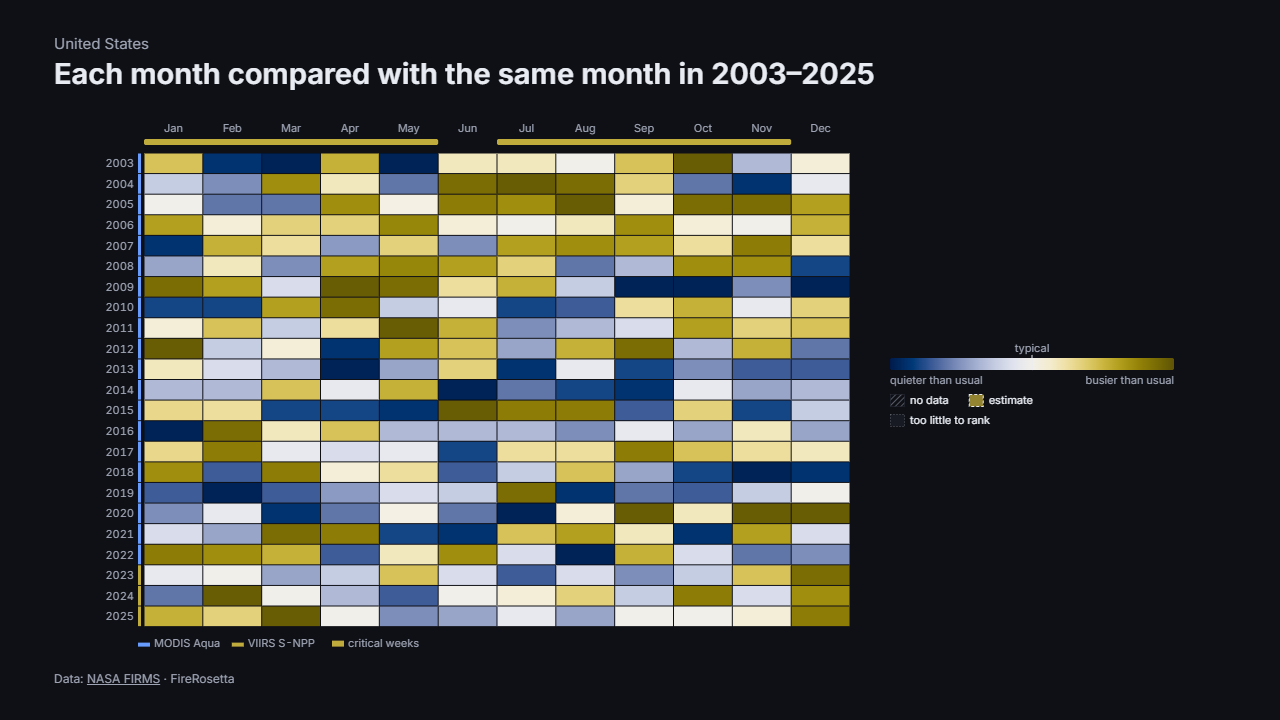 United States
Each month compared with the same month in 2003–2025
Jan Feb Mar Apr May Jun Jul Aug Sep Oct Nov Dec
2003
2004
2005
2006
2007
2008
2009
2010
2011
2012
2013
2014
2015
2016
2017
2018
2019
2020
2021
2022
2023
2024
2025
typical
quieter than usual busier than usual
no data estimate
too little to rank
MODIS Aqua VIIRS S-NPP critical weeks
Data: NASA FIRMS · FireRosetta